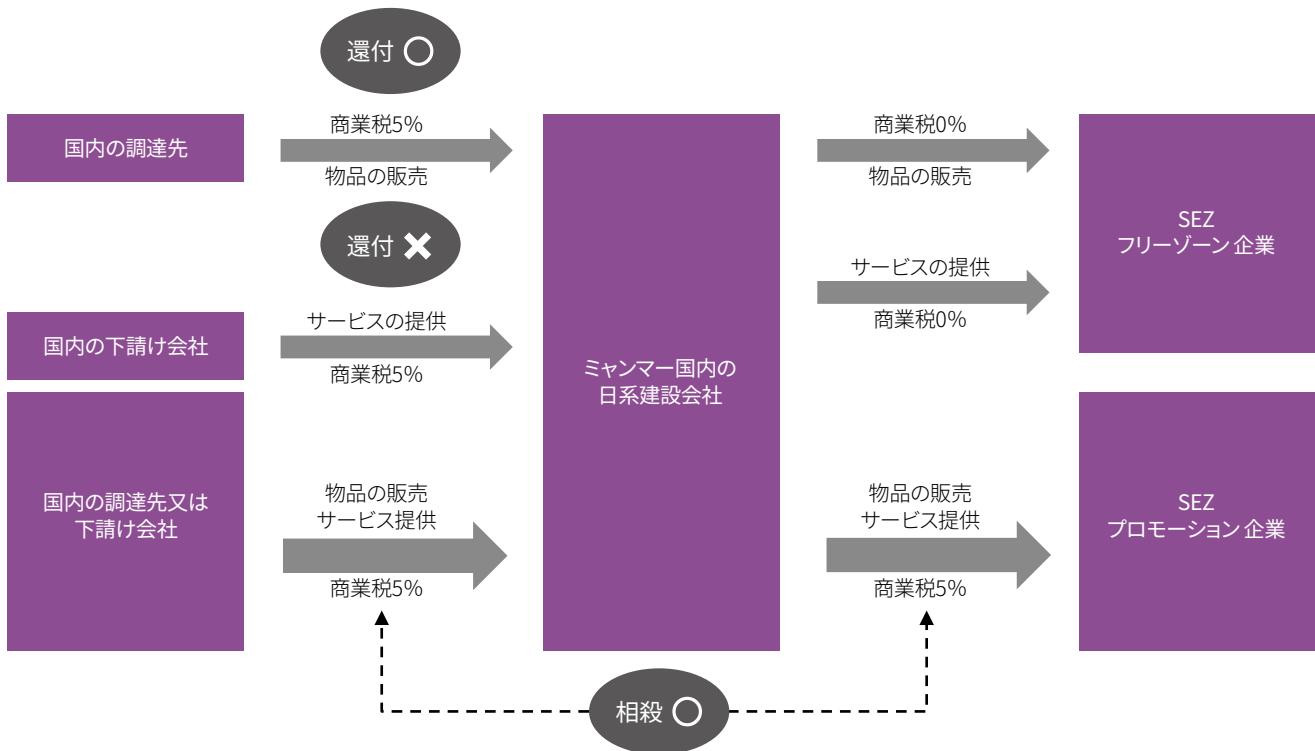 還付 ○
国内の調達先
商業税5%
物品の販売
還付 ×
国内の下請け会社
サービスの提供
商業税5%
国内の調達先又は
下請け会社
物品の販売
サービス提供
商業税5%
ミャンマー国内の
日系建設会社
商業税0%
物品の販売
サービスの提供
商業税0%
SEZ
フリーゾーン 企業
物品の販売
サービス提供
商業税5%
SEZ
プロモーション 企業
相殺 ○